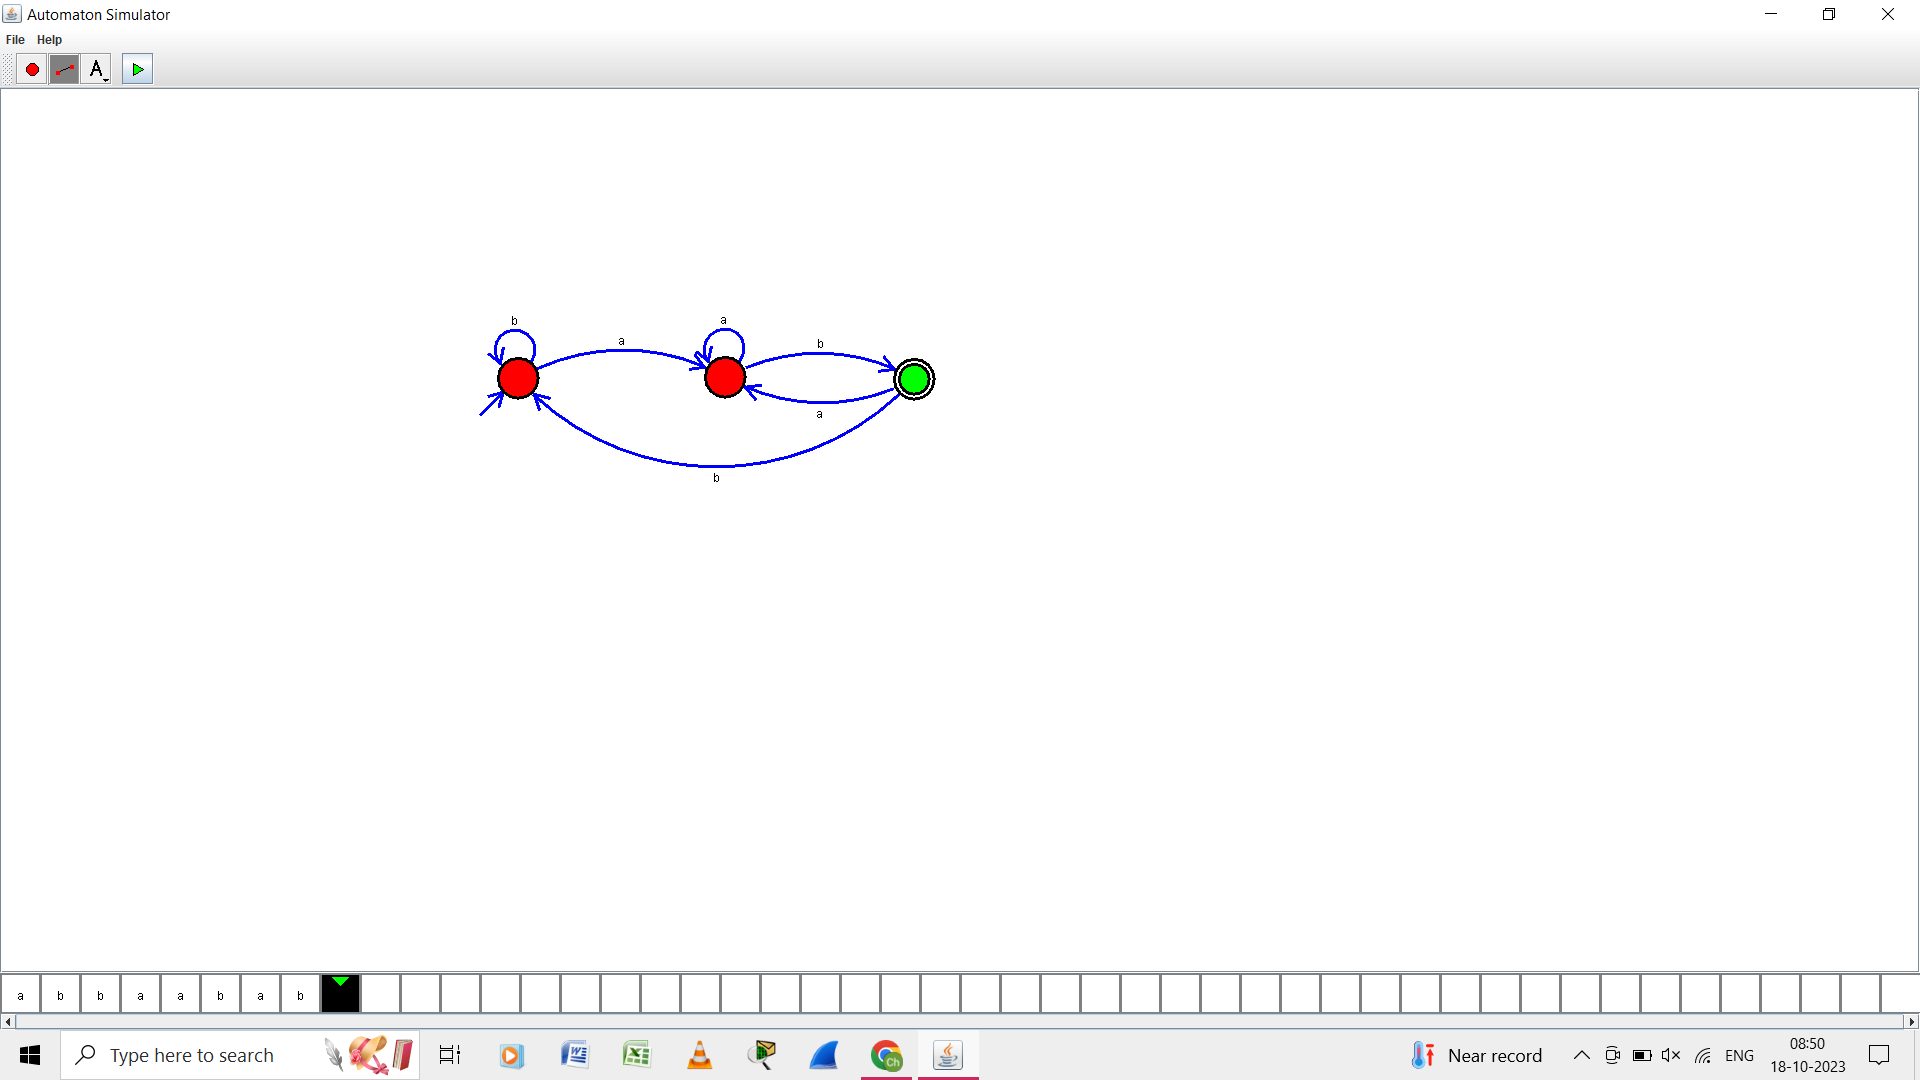 Automaton Simulator
File Help
A
b
a
a
b
a
b
a b b a a b a b
Type here to search
Near record
ENG
08:50
18-10-2023